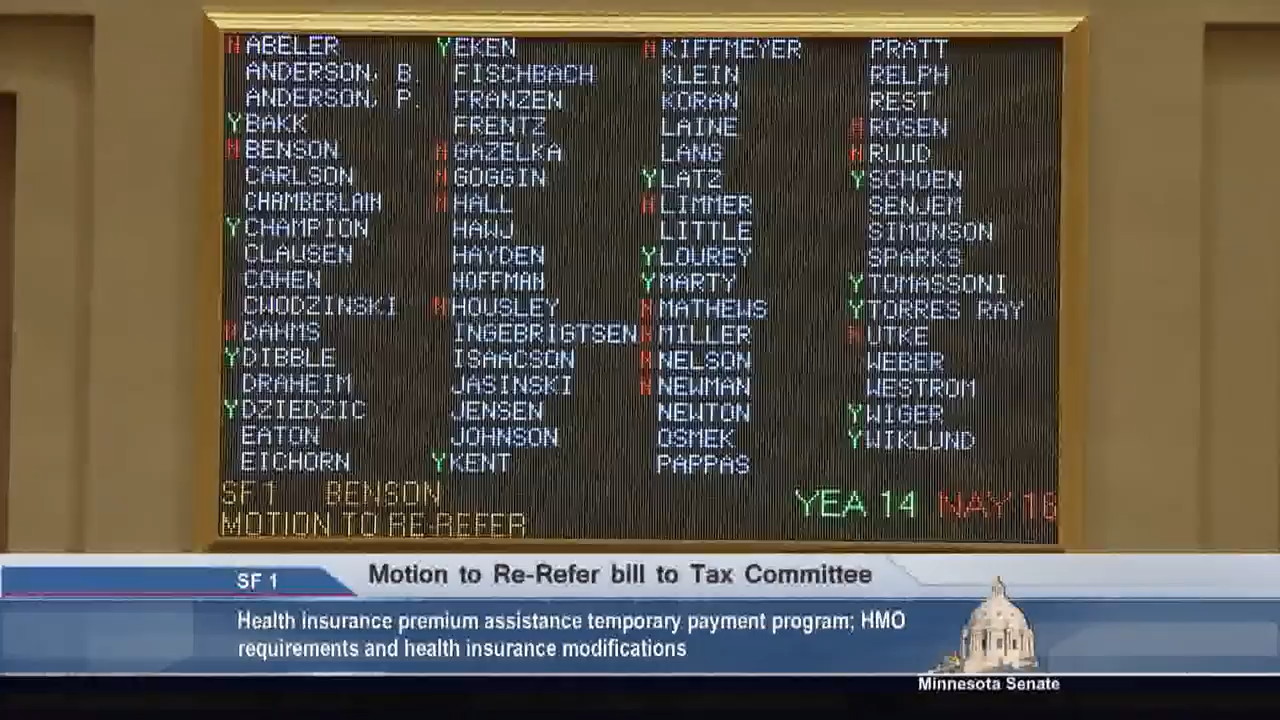 N ABELER
ANDERSON, B.
ANDERSON, P.
Y BAKK
N BENSON
CARLSON
CHAMBERLAIN
Y CHAMPION
CLAUSEN
COHEN
CWODZINSKI
N DAHMS
Y DIBBLE
DRAHEIM
Y DZIEDZIC
EATON
EICHORN
Y EKEN
FISCHBACH
FRANZEN
FRENTZ
N GAZELKA
N GOGGIN
N HALL
HAWJ
HAYDEN
HOFFMAN
N HOUSLEY
INGEBRIGTSEN
ISAACSON
JASINSKI
JENSEN
JOHNSON
Y KENT
N KIFFMEYER
KLEIN
KORAN
LAINE
LANG
Y LATZ
N LIMMER
LITTLE
Y LOUREY
Y MARTY
N MATHEWS
N MILLER
N NELSON
N NEWMAN
NEWTON
OSMEK
PAPPAS
PRATT
RELPH
REST
N ROSEN
N RUUD
Y SCHOEN
SENJEM
SIMONSON
SPARKS
Y TOMASSONI
Y TORRES RAY
N UTKE
WEBER
WESTROM
Y WIGER
Y WIKLUND
SF 1 BENSON
MOTION TO RE-REFER
YEA 14 NAY 16
SF 1 Motion to Re-Refer bill to Tax Committee
Health insurance premium assistance temporary payment program; HMO
requirements and health insurance modifications
Minnesota Senate